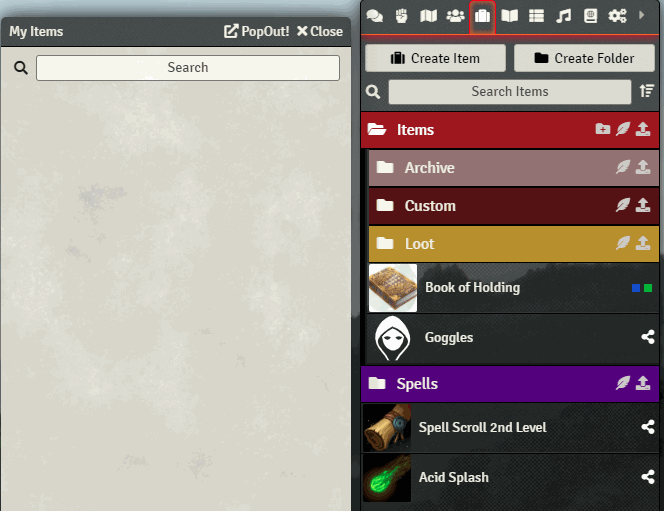 My Items
PopOut!
Close
Search
Create Item
Create Folder
Search Items
Items
Archive
Custom
Loot
Book of Holding
Goggles
Spells
Spell Scroll 2nd Level
Acid Splash